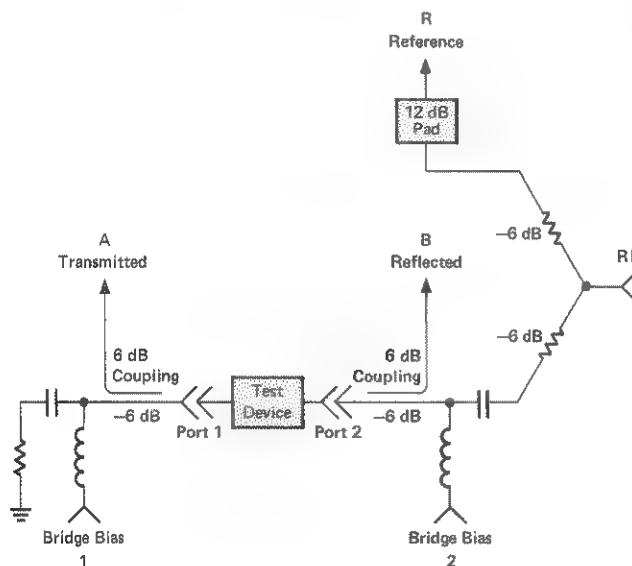 R
Reference
12 dB
Pad
–6 dB
A
Transmitted
B
Reflected
–6 dB
6 dB
Coupling
6 dB
Coupling
Test
Device
–6 dB
Port 1
Port 2
–6 dB
Bridge Bias
1
Bridge Bias
2